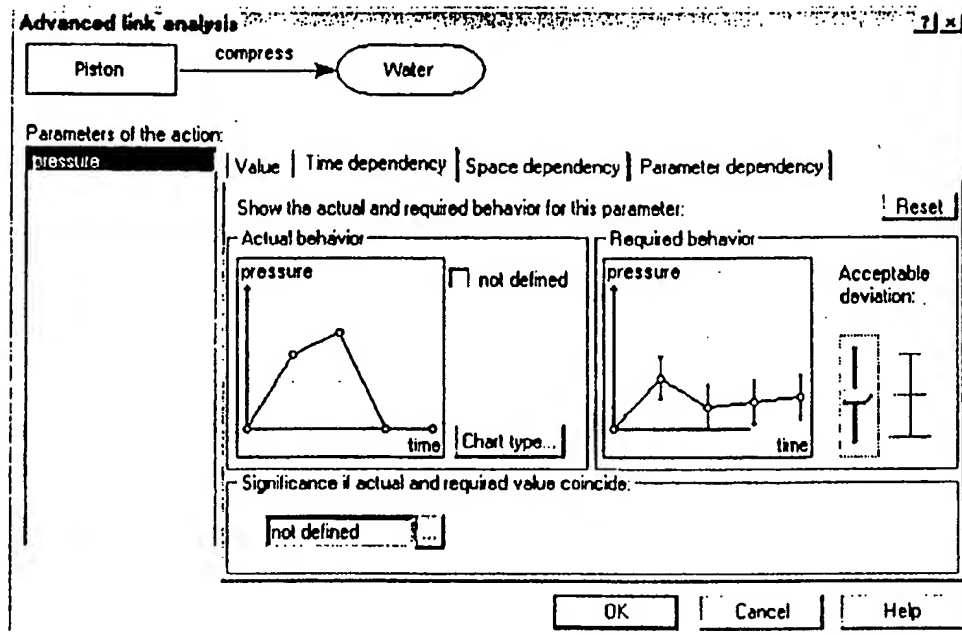 Advanced link analysis
Piston
compress
Water
Parameters of the action:
pressure
Value
Time dependency
Space dependency
Parameter dependency
Show the actual and required behavior for this parameter:
Reset
Actual behavior
pressure
not defined
time
Chart type...
Required behavior
pressure
time
Acceptable
deviation:
Significance if actual and required value coincide:
not defined
...
OK
Cancel
Help